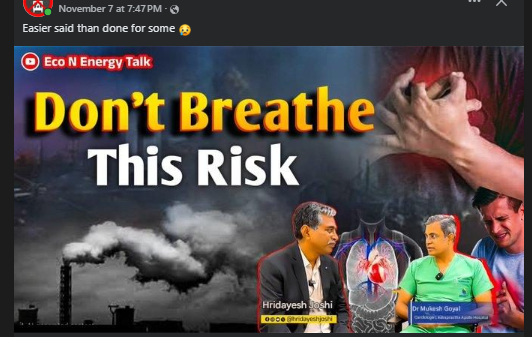 November 7 at 7:47 PM ·
Easier said than done for some 😥
Eco N Energy Talk
Don't Breathe
This Risk
Hridayesh Joshi
@hridayeshjoshi
Dr Mukesh Goyal